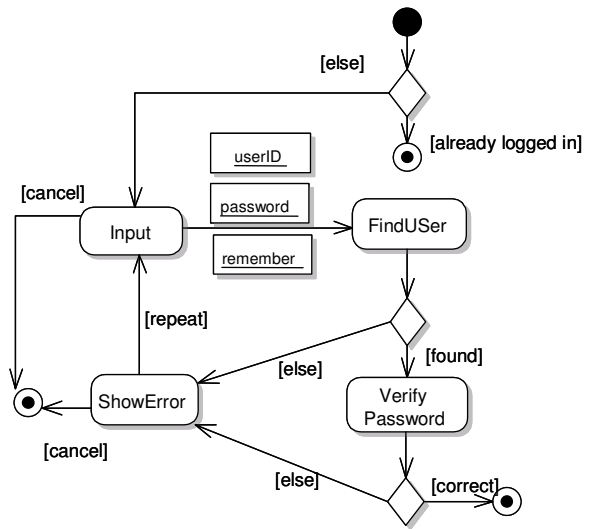 [else]
[already logged in]
userID
[cancel]
password
Input
FindUSer
remember
[repeat]
[found]
[else]
ShowError
Verify
Password
[cancel]
[else]
[correct]